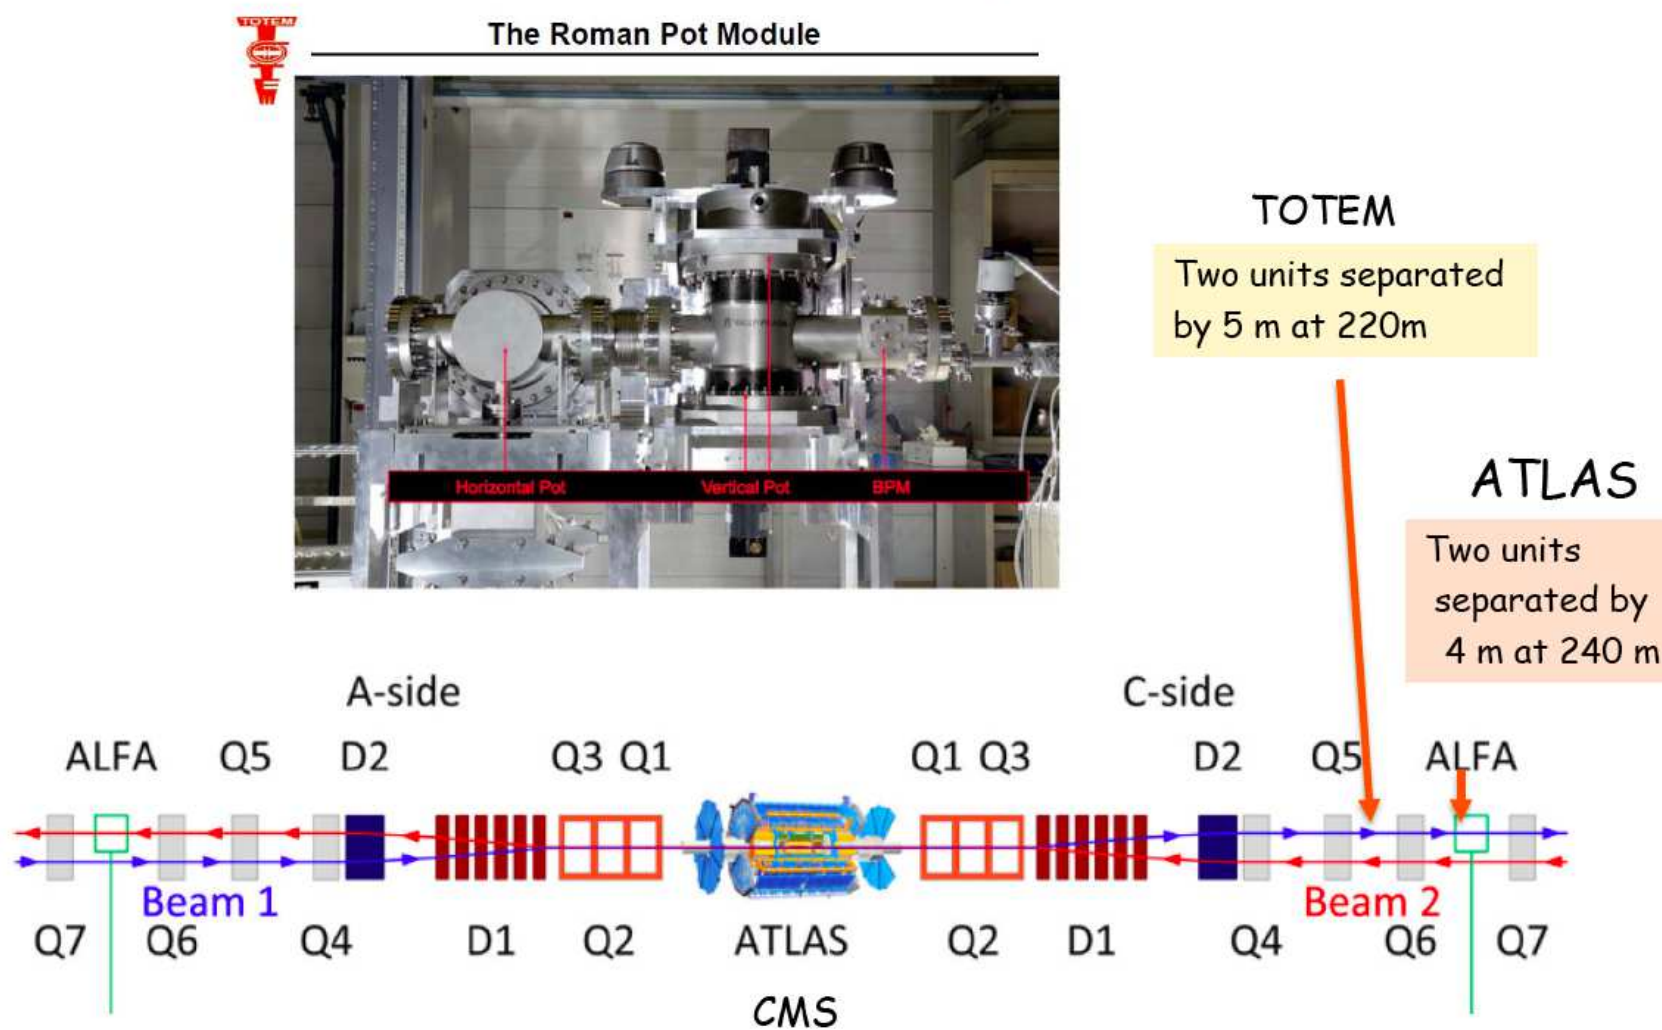 TOTEM
The Roman Pot Module
Horizontal Pot
Vertical Pot
BPM
TOTEM
Two units separated
by 5 m at 220m
ATLAS
Two units
separated by
4 m at 240 m
A-side
C-side
ALFA Q5 D2 Q3 Q1 Q1 Q3 D2 Q5 ALFA
Beam 1
Beam 2
Q7 Q6 Q4 D1 Q2 ATLAS Q2 D1 Q4 Q6 Q7
CMS